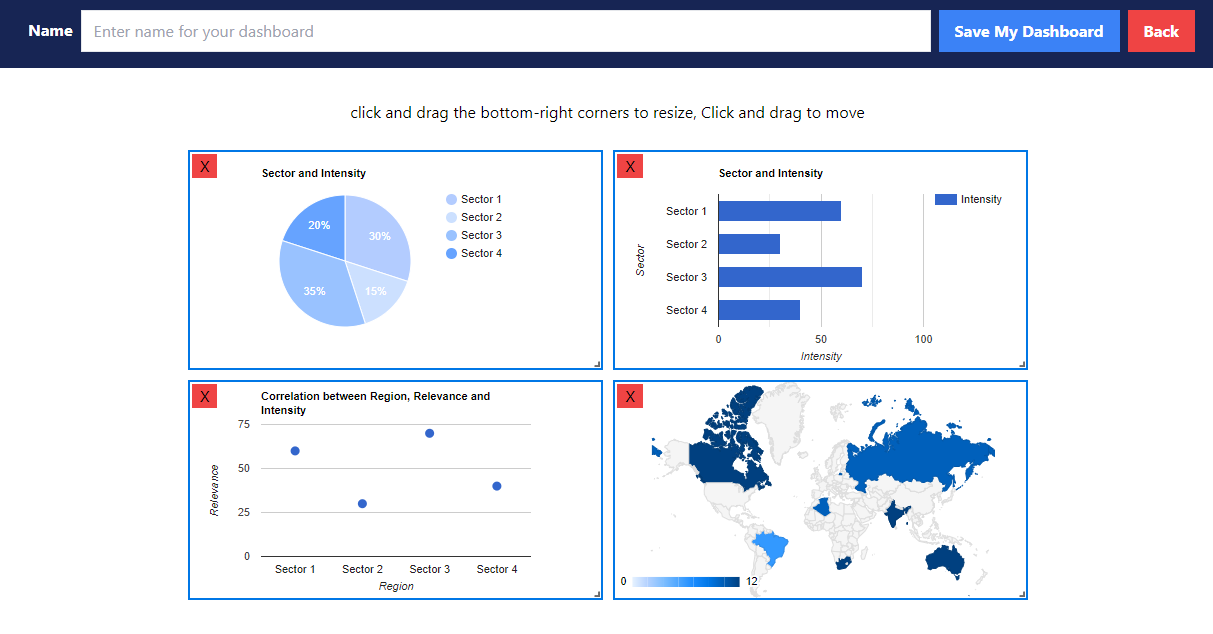 Name
Enter name for your dashboard
Save My Dashboard
Back
click and drag the bottom-right corners to resize, Click and drag to move
X
Sector and Intensity
Sector 1
Sector 2
Sector 3
Sector 4
20%
30%
35%
15%
X
Sector and Intensity
Intensity
Sector
Sector 1
Sector 2
Sector 3
Sector 4
0
50
100
Intensity
X
Correlation between Region, Relevance and
Intensity
Relevance
75
50
25
0
Sector 1
Sector 2
Sector 3
Sector 4
Region
X
0
12